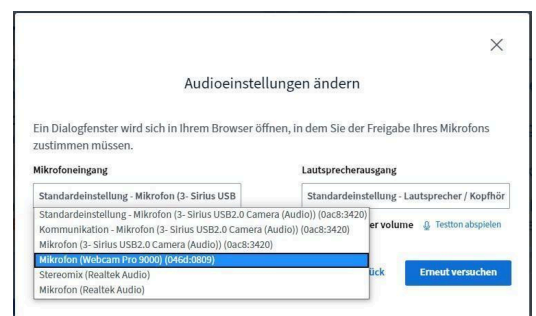 Audioeinstellungen ändern
Ein Dialogfenster wird sich in Ihrem Browser öffnen, in dem Sie der Freigabe Ihres Mikrofons
zustimmen müssen.
Mikrofoneingang
Lautsprecherausgang
Standardeinstellung - Mikrofon (3- Sirius USB
Standardeinstellung - Lautsprecher / Kopfhör
Standardeinstellung - Mikrofon (3- Sirius USB2.0 Camera (Audio)) (0ac8:3420)
Kommunikation - Mikrofon (3- Sirius USB2.0 Camera (Audio)) (0ac8:3420)
Mikrofon (3- Sirius USB2.0 Camera (Audio)) (0ac8:3420)
Mikrofon (Webcam Pro 9000) (046d:0809)
Stereomix (Realtek Audio)
Mikrofon (Realtek Audio)
er volume Testton abspielen
ück
Erneut versuchen